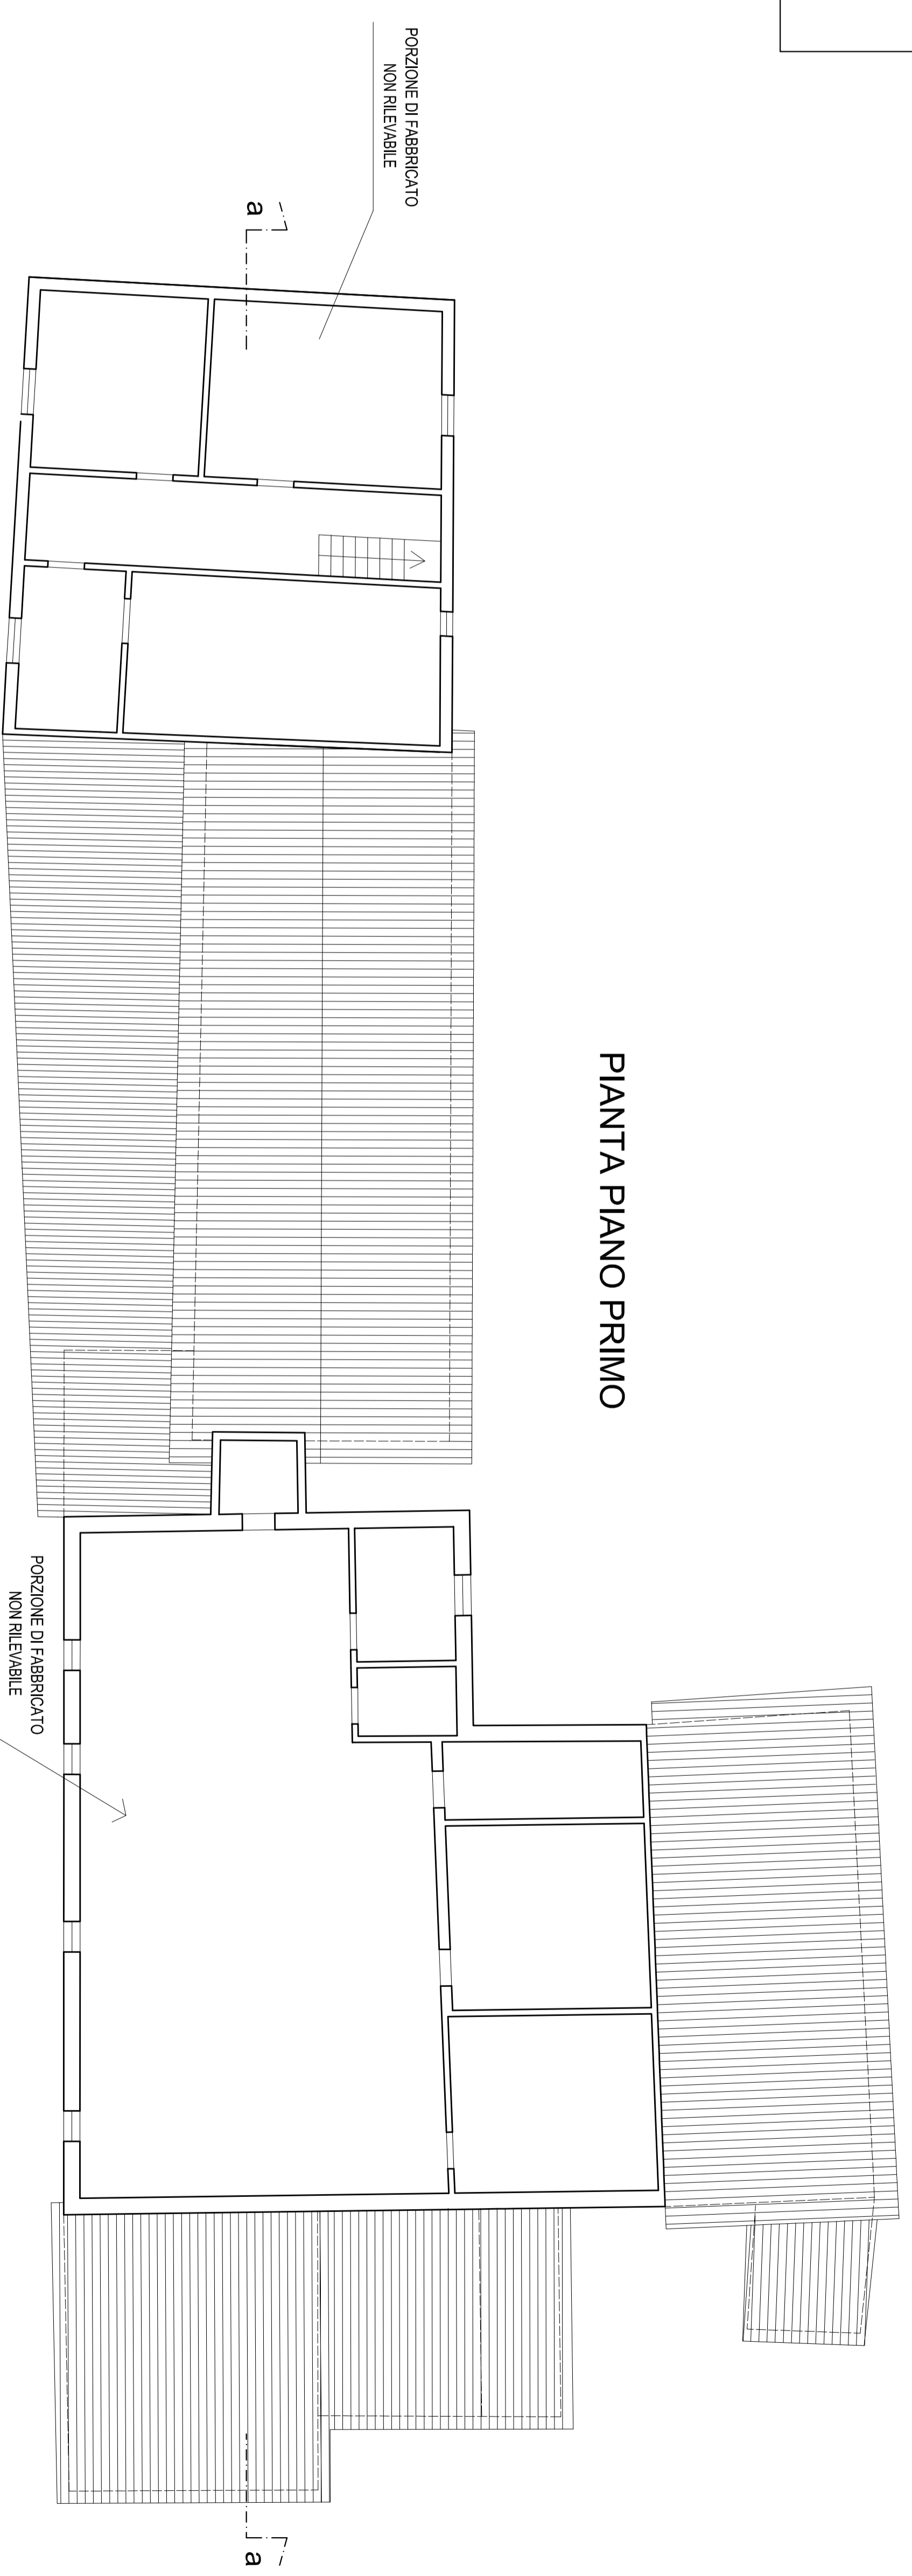 PORZIONE DI FABBRICATO
NON RILEVABILE
a
PIANTA PIANO PRIMO
PORZIONE DI FABBRICATO
NON RILEVABILE
a